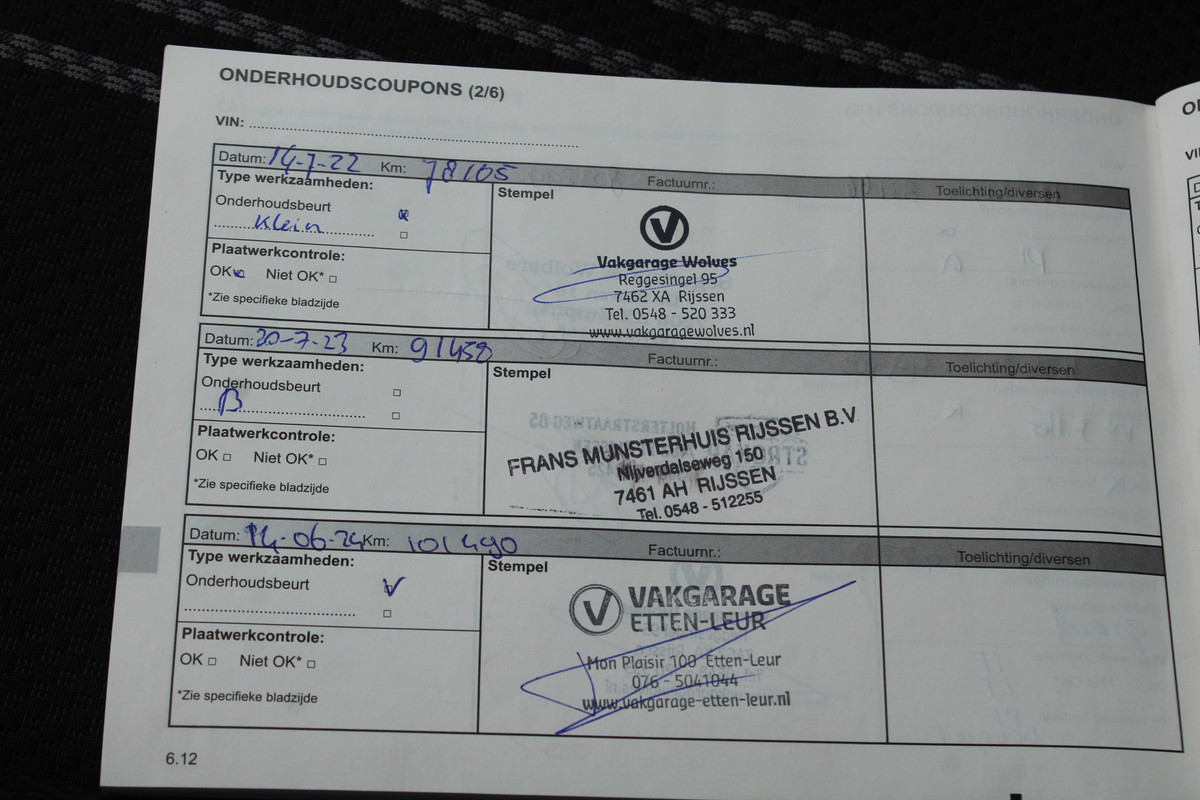 ONDERHOUDSCOUPONS (2/6)
VIN:
Datum: 14-7-22 Km: 78105 Factuurnr.: Toelichting/diversen
Type werkzaamheden:
Stempel
Onderhoudsbeurt
Klein
Plaatwerkcontrole:
OK Niet OK*
*Zie specifieke bladzijde
Vakgarage Wolves
Reggesingel 95
7462 XA Rijssen
Tel. 0548 - 520 333
www.vakgaragewolves.nl
Datum: 20-7-23 Km: 91458 Factuurnr.: Toelichting/diversen
Type werkzaamheden:
Stempel
Onderhoudsbeurt
B
Plaatwerkcontrole:
OK Niet OK*
*Zie specifieke bladzijde
FRANS MUNSTERHUIS RIJSSEN B.V.
Nijverdalseweg 150
7461 AH RIJSSEN
Tel. 0548 - 512255
Datum: 14-06-24 Km: 101490 Factuurnr.: Toelichting/diversen
Type werkzaamheden:
Stempel
Onderhoudsbeurt
Plaatwerkcontrole:
OK Niet OK*
*Zie specifieke bladzijde
VAKGARAGE
ETTEN-LEUR
Mon Plaisir 100 Etten-Leur
076 - 5041044
www.vakgarage-etten-leur.nl
6.12